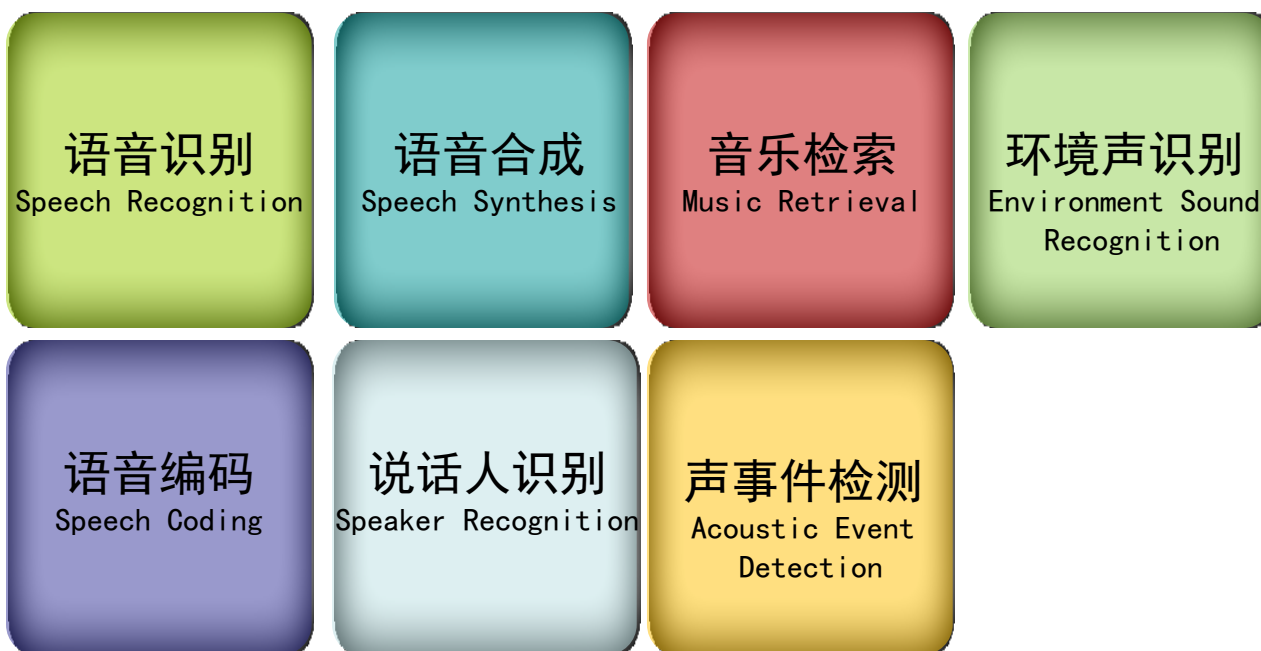 语音识别
Speech Recognition
语音合成
Speech Synthesis
音乐检索
Music Retrieval
环境声识别
Environment Sound
Recognition
语音编码
Speech Coding
说话人识别
Speaker Recognition
声事件检测
Acoustic Event
Detection